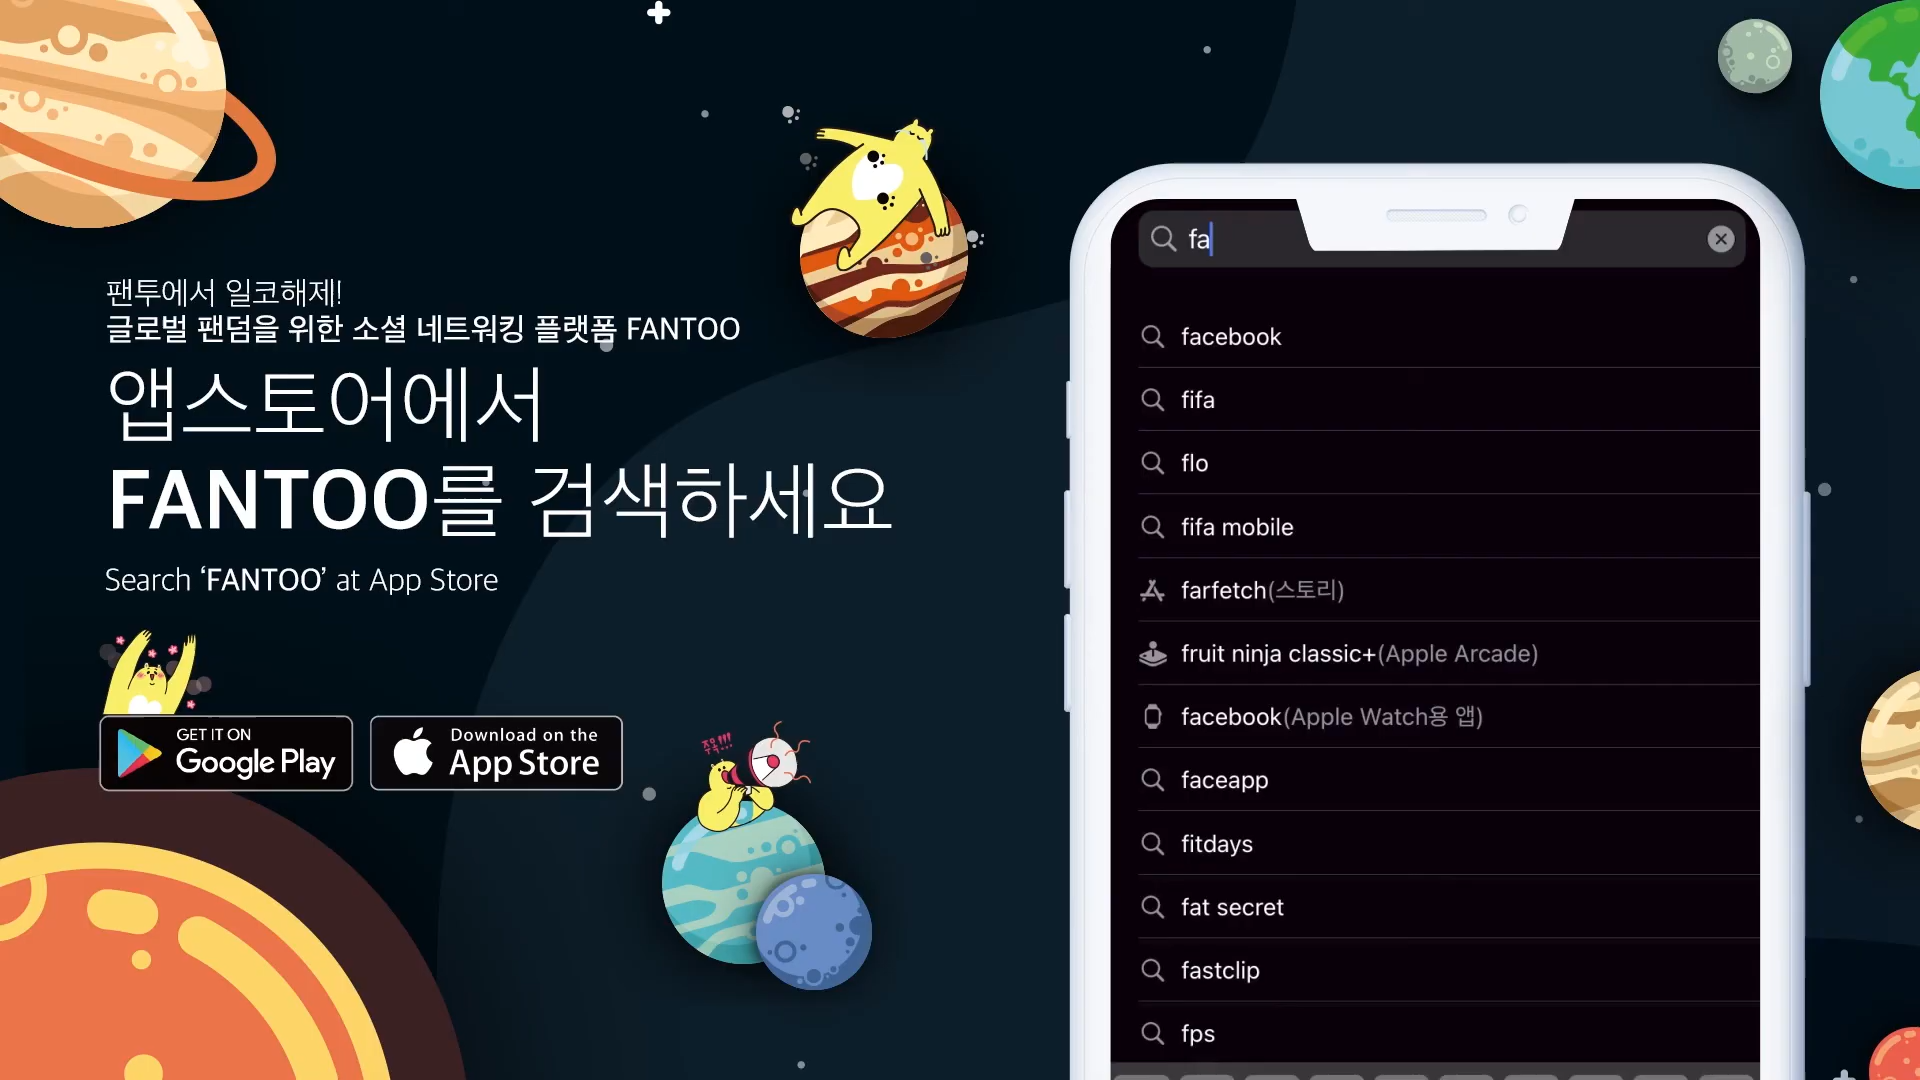 팬투에서 일코해제!
글로벌 팬덤을 위한 소셜 네트워킹 플랫폼 FANTOO
앱스토어에서
FANTOO를 검색하세요
Search ‘FANTOO’ at App Store
GET IT ON
Google Play
Download on the
App Store
fa
facebook
fifa
flo
fifa mobile
farfetch(스토리)
fruit ninja classic+(Apple Arcade)
facebook(Apple Watch용 앱)
faceapp
fitdays
fat secret
fastclip
fps